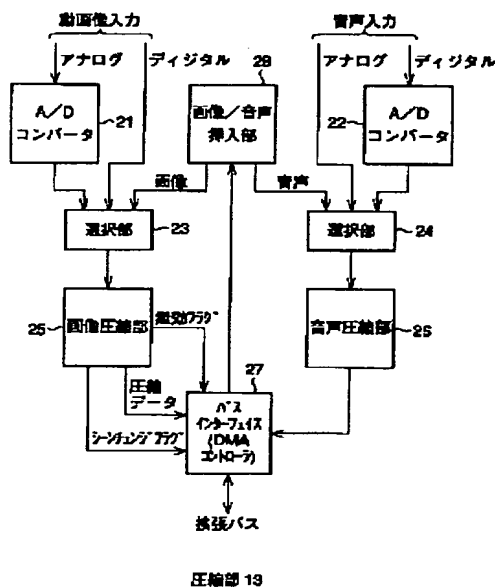 動画像入力
音声入力
アナログ
ディジタル
アナログ
ディジタル
A/D
コンバータ
21
28
画像/音声
挿入部
22
A/D
コンバータ
画像
音声
選択部
23
選択部
24
25
画像圧縮部
無効フラグ
音声圧縮部
26
圧縮
データ
シーンチェンジフラグ
27
バス
インターフェイス
(DMA
コントローラ)
拡張バス
圧縮部 13